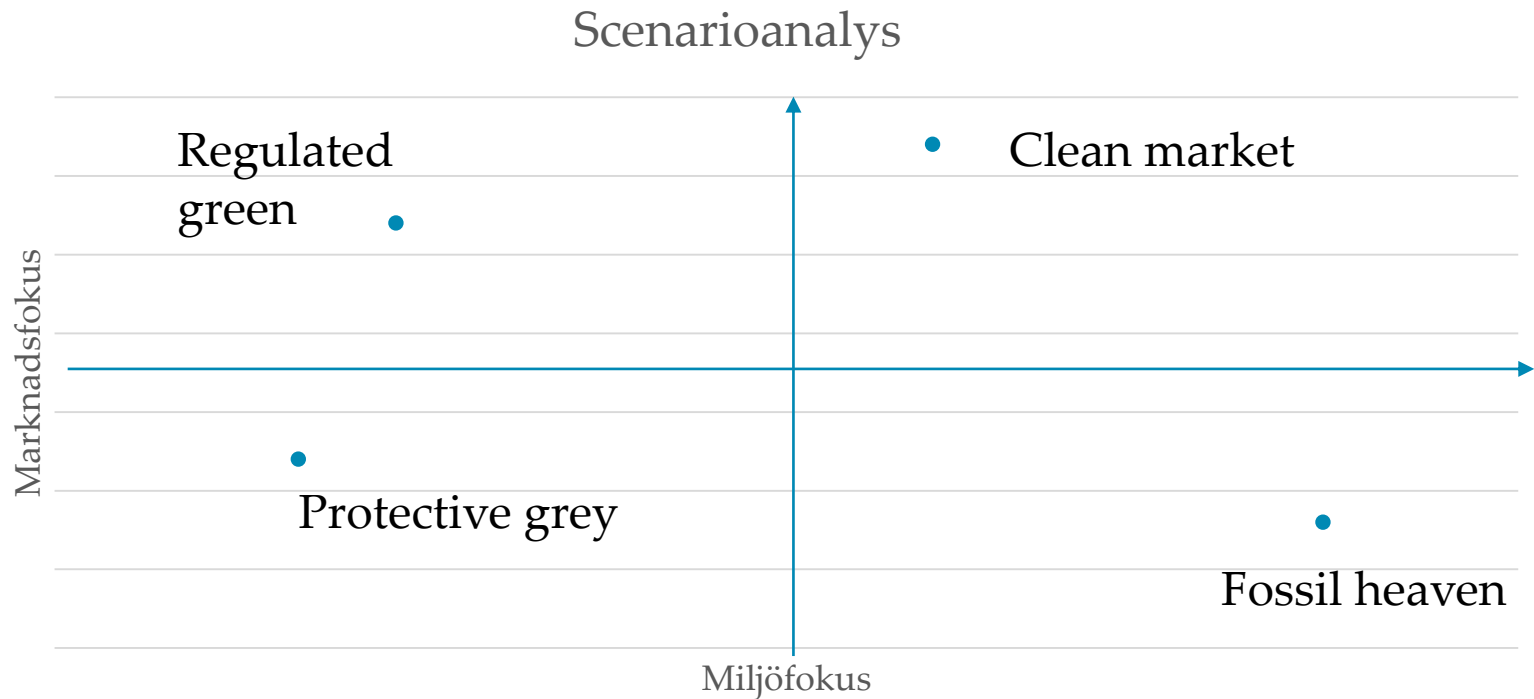 Scenarioanalys
Regulated
green
Clean market
Marknadsfokus
Protective grey
Fossil heaven
Miljöfokus